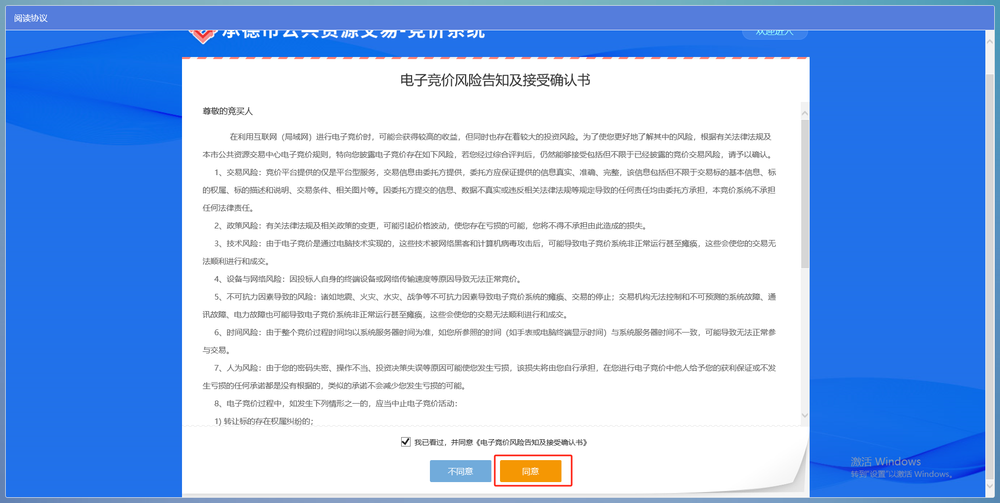 阅读协议
承德市公共资源交易-竞价系统
欢迎进入
电子竞价风险告知及接受确认书
尊敬的竞买人
在利用互联网（局域网）进行电子竞价时，可能会获得较高的收益，但同时也存在着较大的投资风险。为了使您更好地了解其中的风险，根据有关法律法规及
本市公共资源交易中心电子竞价规则，特向您披露电子竞价存在如下风险，若您经过综合评判后，仍然能够接受包括但不限于已经披露的竞价交易风险，请予以确认。
1、交易风险：竞价平台提供的仅是平台型服务，交易信息由委托方提供，委托方应保证提供的信息真实、准确、完整，该信息包括但不限于交易标的基本信息、标
的权属、标的描述和说明、交易条件、相关图片等。因委托方提交的信息、数据不真实或违反相关法律法规等规定导致的任何责任均由委托方承担，本竞价系统不承担
任何法律责任。
2、政策风险：有关法律法规及相关政策的变更，可能引起价格波动，使您存在亏损的可能，您将不得不承担由此造成的损失。
3、技术风险：由于电子竞价是通过电脑技术实现的，这些技术被网络黑客和计算机病毒攻击后，可能导致电子竞价系统非正常运行甚至瘫痪，这些会使您的交易无
法顺利进行和成交。
4、设备与网络风险：因投标人自身的终端设备或网络传输速度等原因导致无法正常竞价。
5、不可抗力因素导致的风险：诸如地震、火灾、水灾、战争等不可抗力因素导致电子竞价系统的瘫痪、交易的停止；交易机构无法控制和不可预测的系统故障、通
讯故障、电力故障也可能导致电子竞价系统非正常运行甚至瘫痪，这些会使您的交易无法顺利进行和成交。
6、时间风险：由于整个竞价过程时间均以系统服务器时间为准，如您所参照的时间（如手表或电脑终端显示时间）与系统服务器时间不一致，可能导致无法正常参
与交易。
7、人为风险：由于您的密码失密、操作不当、投资决策失误等原因可能使您发生亏损，该损失将由您自行承担，在您进行电子竞价中他人给予您的获利保证或不发
生亏损的任何承诺都是没有根据的，类似的承诺不会减少您发生亏损的可能。
8、电子竞价过程中，如发生下列情形之一的，应当中止电子竞价活动：
1) 转让标的存在权属纠纷的；
我已看过，并同意《电子竞价风险告知及接受确认书》
不同意
同意
激活 Windows
转到"设置"以激活 Windows。